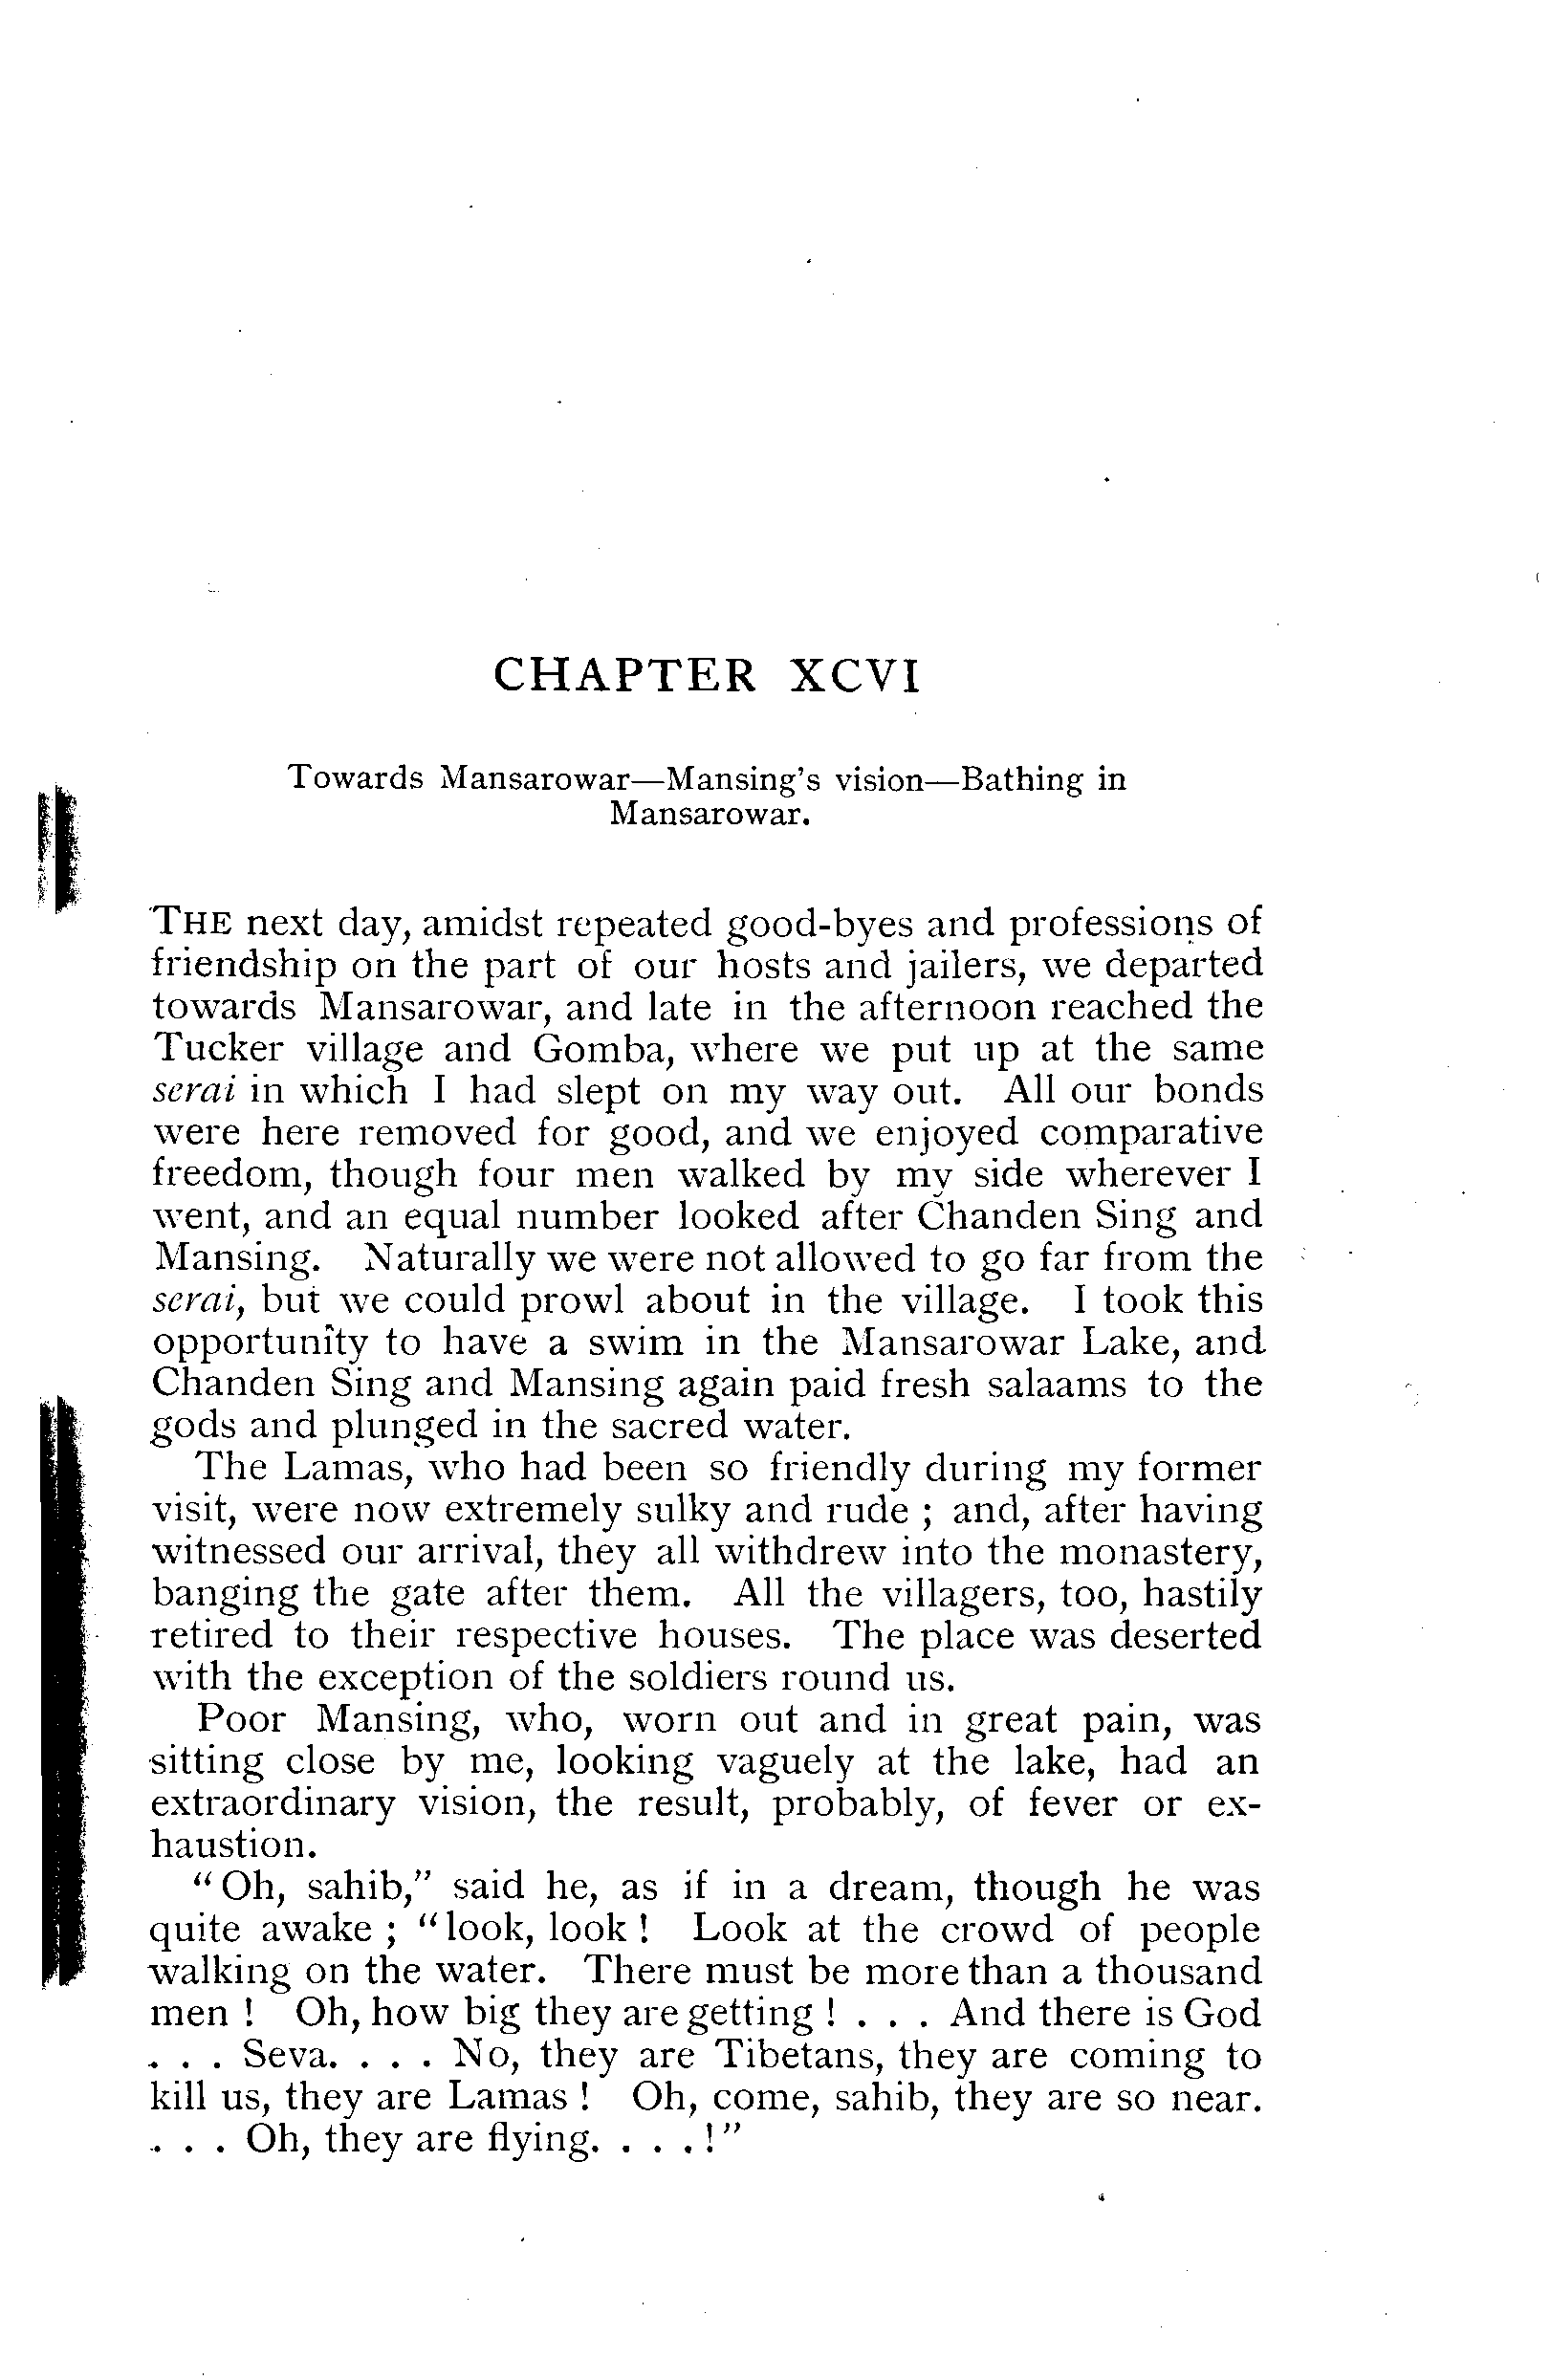 CHAPTER XCVI
Towards Mansarowar—Mansing's vision—Bathing in
Mansarowar.
THE next day, amidst repeated good-byes and professions of
friendship on the part of our hosts and jailers, we departed
towards Mansarowar, and late in the afternoon reached the
Tucker village and Gomba, where we put up at the same
serai in which I had slept on my way out. All our bonds
were here removed for good, and we enjoyed comparative
freedom, though four men walked by my side wherever I
went, and an equal number looked after Chanden Sing and
Mansing. Naturally we were not allowed to go far from the
serai, but we could prowl about in the village. I took this
opportunity to have a swim in the Mansarowar Lake, and
Chanden Sing and Mansing again paid fresh salaams to the
gods and plunged in the sacred water.
The Lamas, who had been so friendly during my former
visit, were now extremely sulky and rude ; and, after having
witnessed our arrival, they all withdrew into the monastery,
banging the gate after them. All the villagers, too, hastily
retired to their respective houses. The place was deserted
with the exception of the soldiers round us.
Poor Mansing, who, worn out and in great pain, was
sitting close by me, looking vaguely at the lake, had an
extraordinary vision, the result, probably, of fever or ex-
haustion.
"Oh, sahib," said he, as if in a dream, though he was
quite awake ; "look, look ! Look at the crowd of people
walking on the water. There must be more than a thousand
men ! Oh, how big they are getting ! . . . And there is God
. . . Seva. . . . No, they are Tibetans, they are coming to
kill us, they are Lamas ! Oh, come, sahib, they are so near.
. . . Oh, they are flying. . . . !"